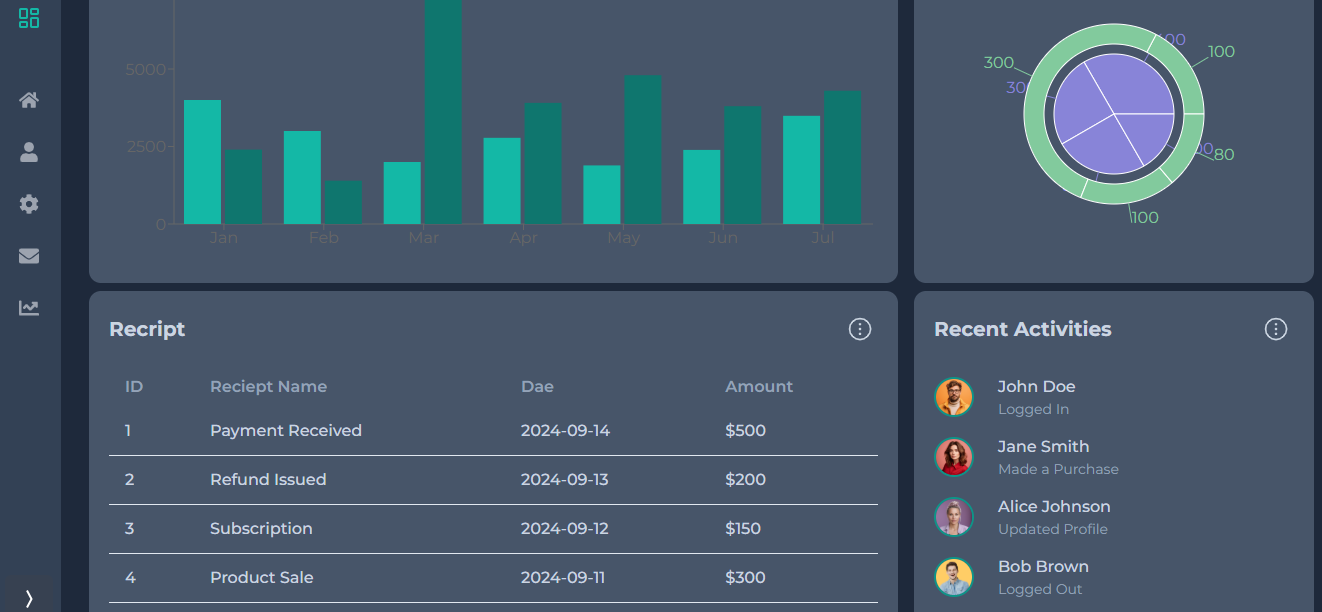 5000
2500
0
Jan Feb Mar Apr May Jun Jul
100
300
30
80
100
Recript
ID Reciept Name Dae Amount
1 Payment Received 2024-09-14 $500
2 Refund Issued 2024-09-13 $200
3 Subscription 2024-09-12 $150
4 Product Sale 2024-09-11 $300
Recent Activities
John Doe
Logged In
Jane Smith
Made a Purchase
Alice Johnson
Updated Profile
Bob Brown
Logged Out